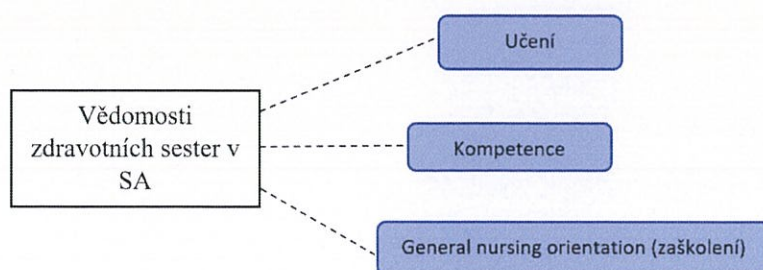 Učení
Vědomosti
zdravotních sester v
SA
Kompetence
General nursing orientation (zaškolení)